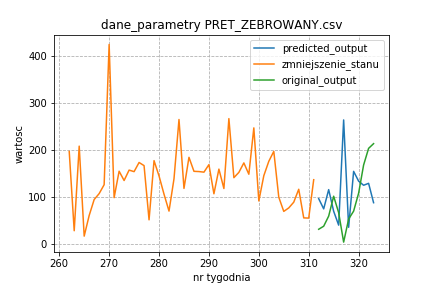 dane_parametry PRET_ZEBROWANY.csv
predicted_output
zmniejszenie_stanu
original_output
wartosc
400
300
200
100
0
260 270 280 290 300 310 320
nr tygodnia